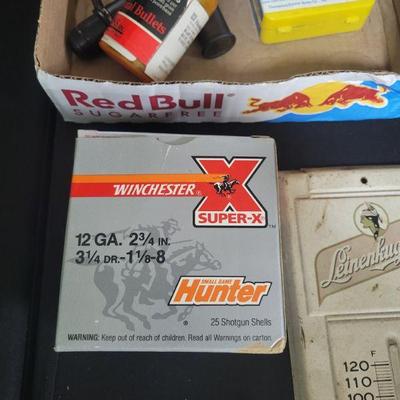 Bullets
Red Bull
SUGARFREE
WINCHESTER
X
SUPER-X™
12 GA. 2¾ IN.
3¼ DR.-1⅛-8
SMALL GAME
Hunter
25 Shotgun Shells
WARNING: Keep out of reach of children. Read all Warnings on carton.
Leinenkug
F
120
110
100